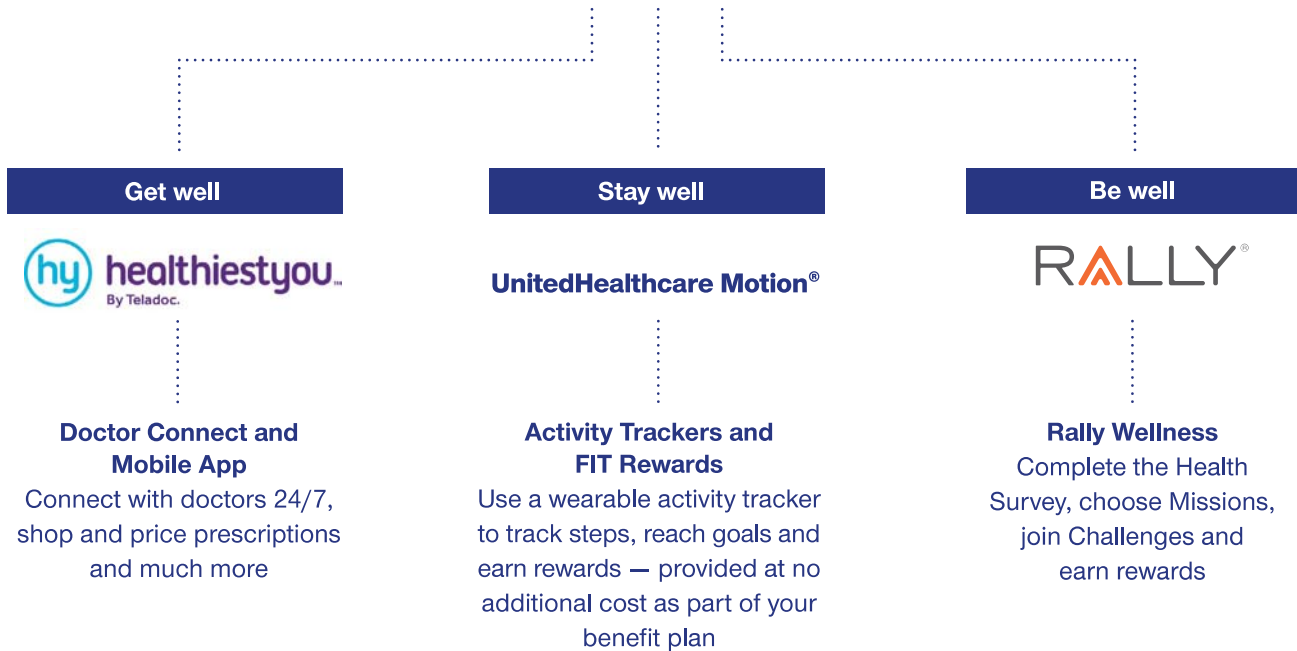 Get well
hy healthiestyou™
By Teladoc.
Doctor Connect and
Mobile App
Connect with doctors 24/7,
shop and price prescriptions
and much more
Stay well
UnitedHealthcare Motion®
Activity Trackers and
FIT Rewards
Use a wearable activity tracker
to track steps, reach goals and
earn rewards — provided at no
additional cost as part of your
benefit plan
Be well
RALLY®
Rally Wellness
Complete the Health
Survey, choose Missions,
join Challenges and
earn rewards